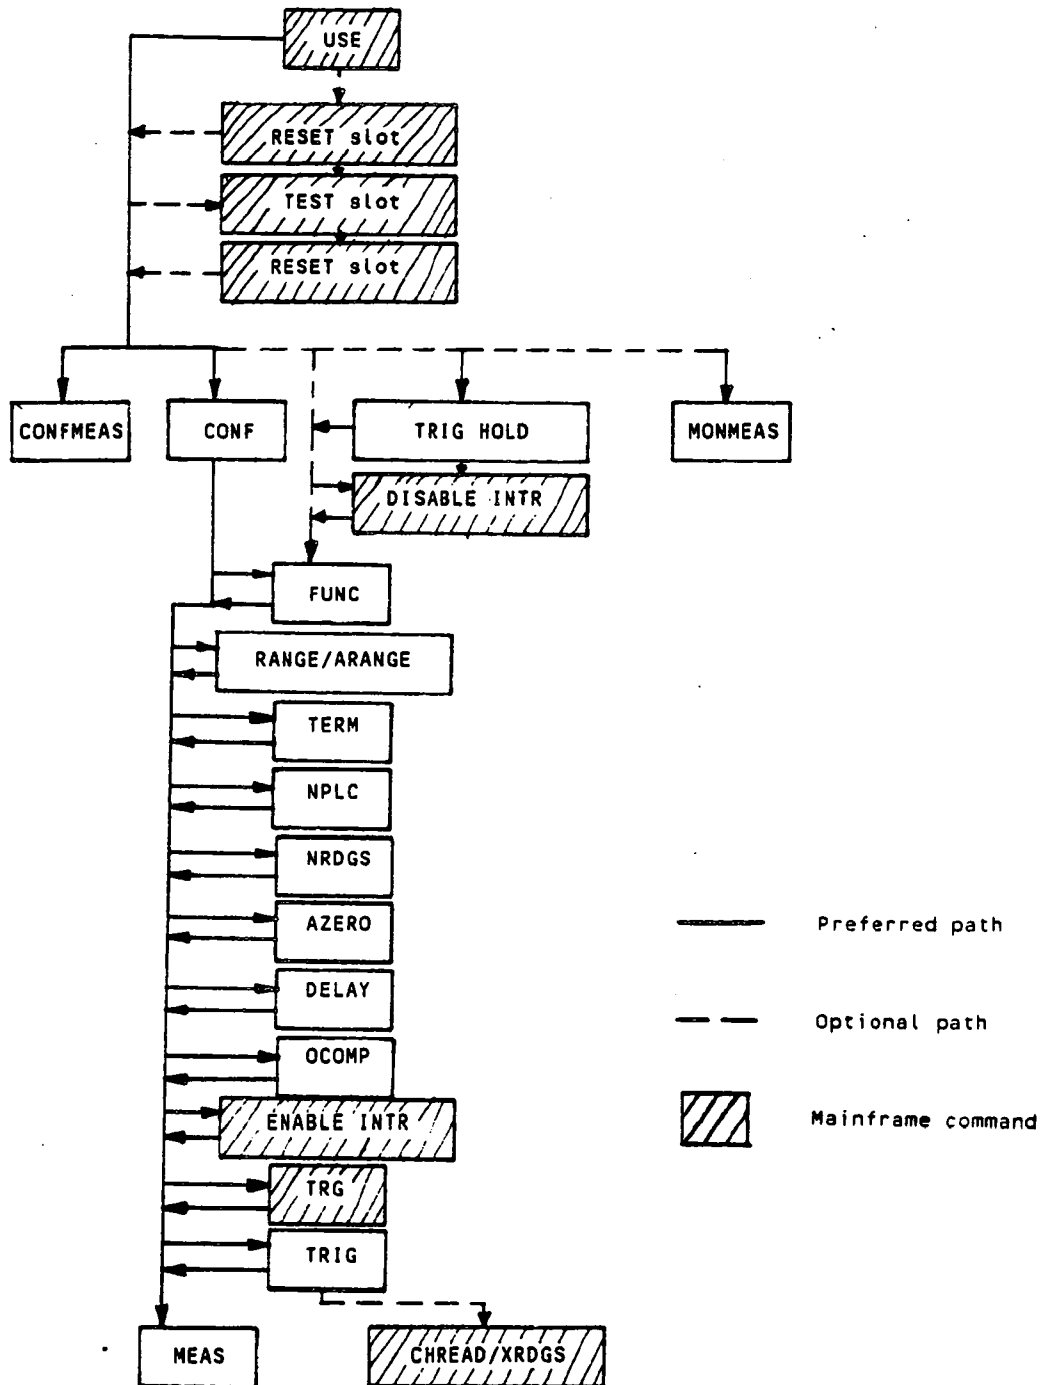 USE
RESET slot
TEST slot
RESET slot
CONFMEAS
CONF
TRIG HOLD
MONMEAS
DISABLE INTR
FUNC
RANGE/ARANGE
TERM
NPLC
NRDGS
AZERO
DELAY
OCOMP
ENABLE INTR
TRG
TRIG
MEAS
CHREAD/XRDGS
Preferred path
Optional path
Mainframe command